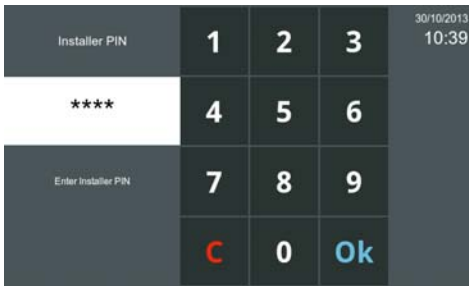 Installer PIN
1 2 3
30/10/2013
10:39
****
4 5 6
Enter Installer PIN
7 8 9
C 0 Ok